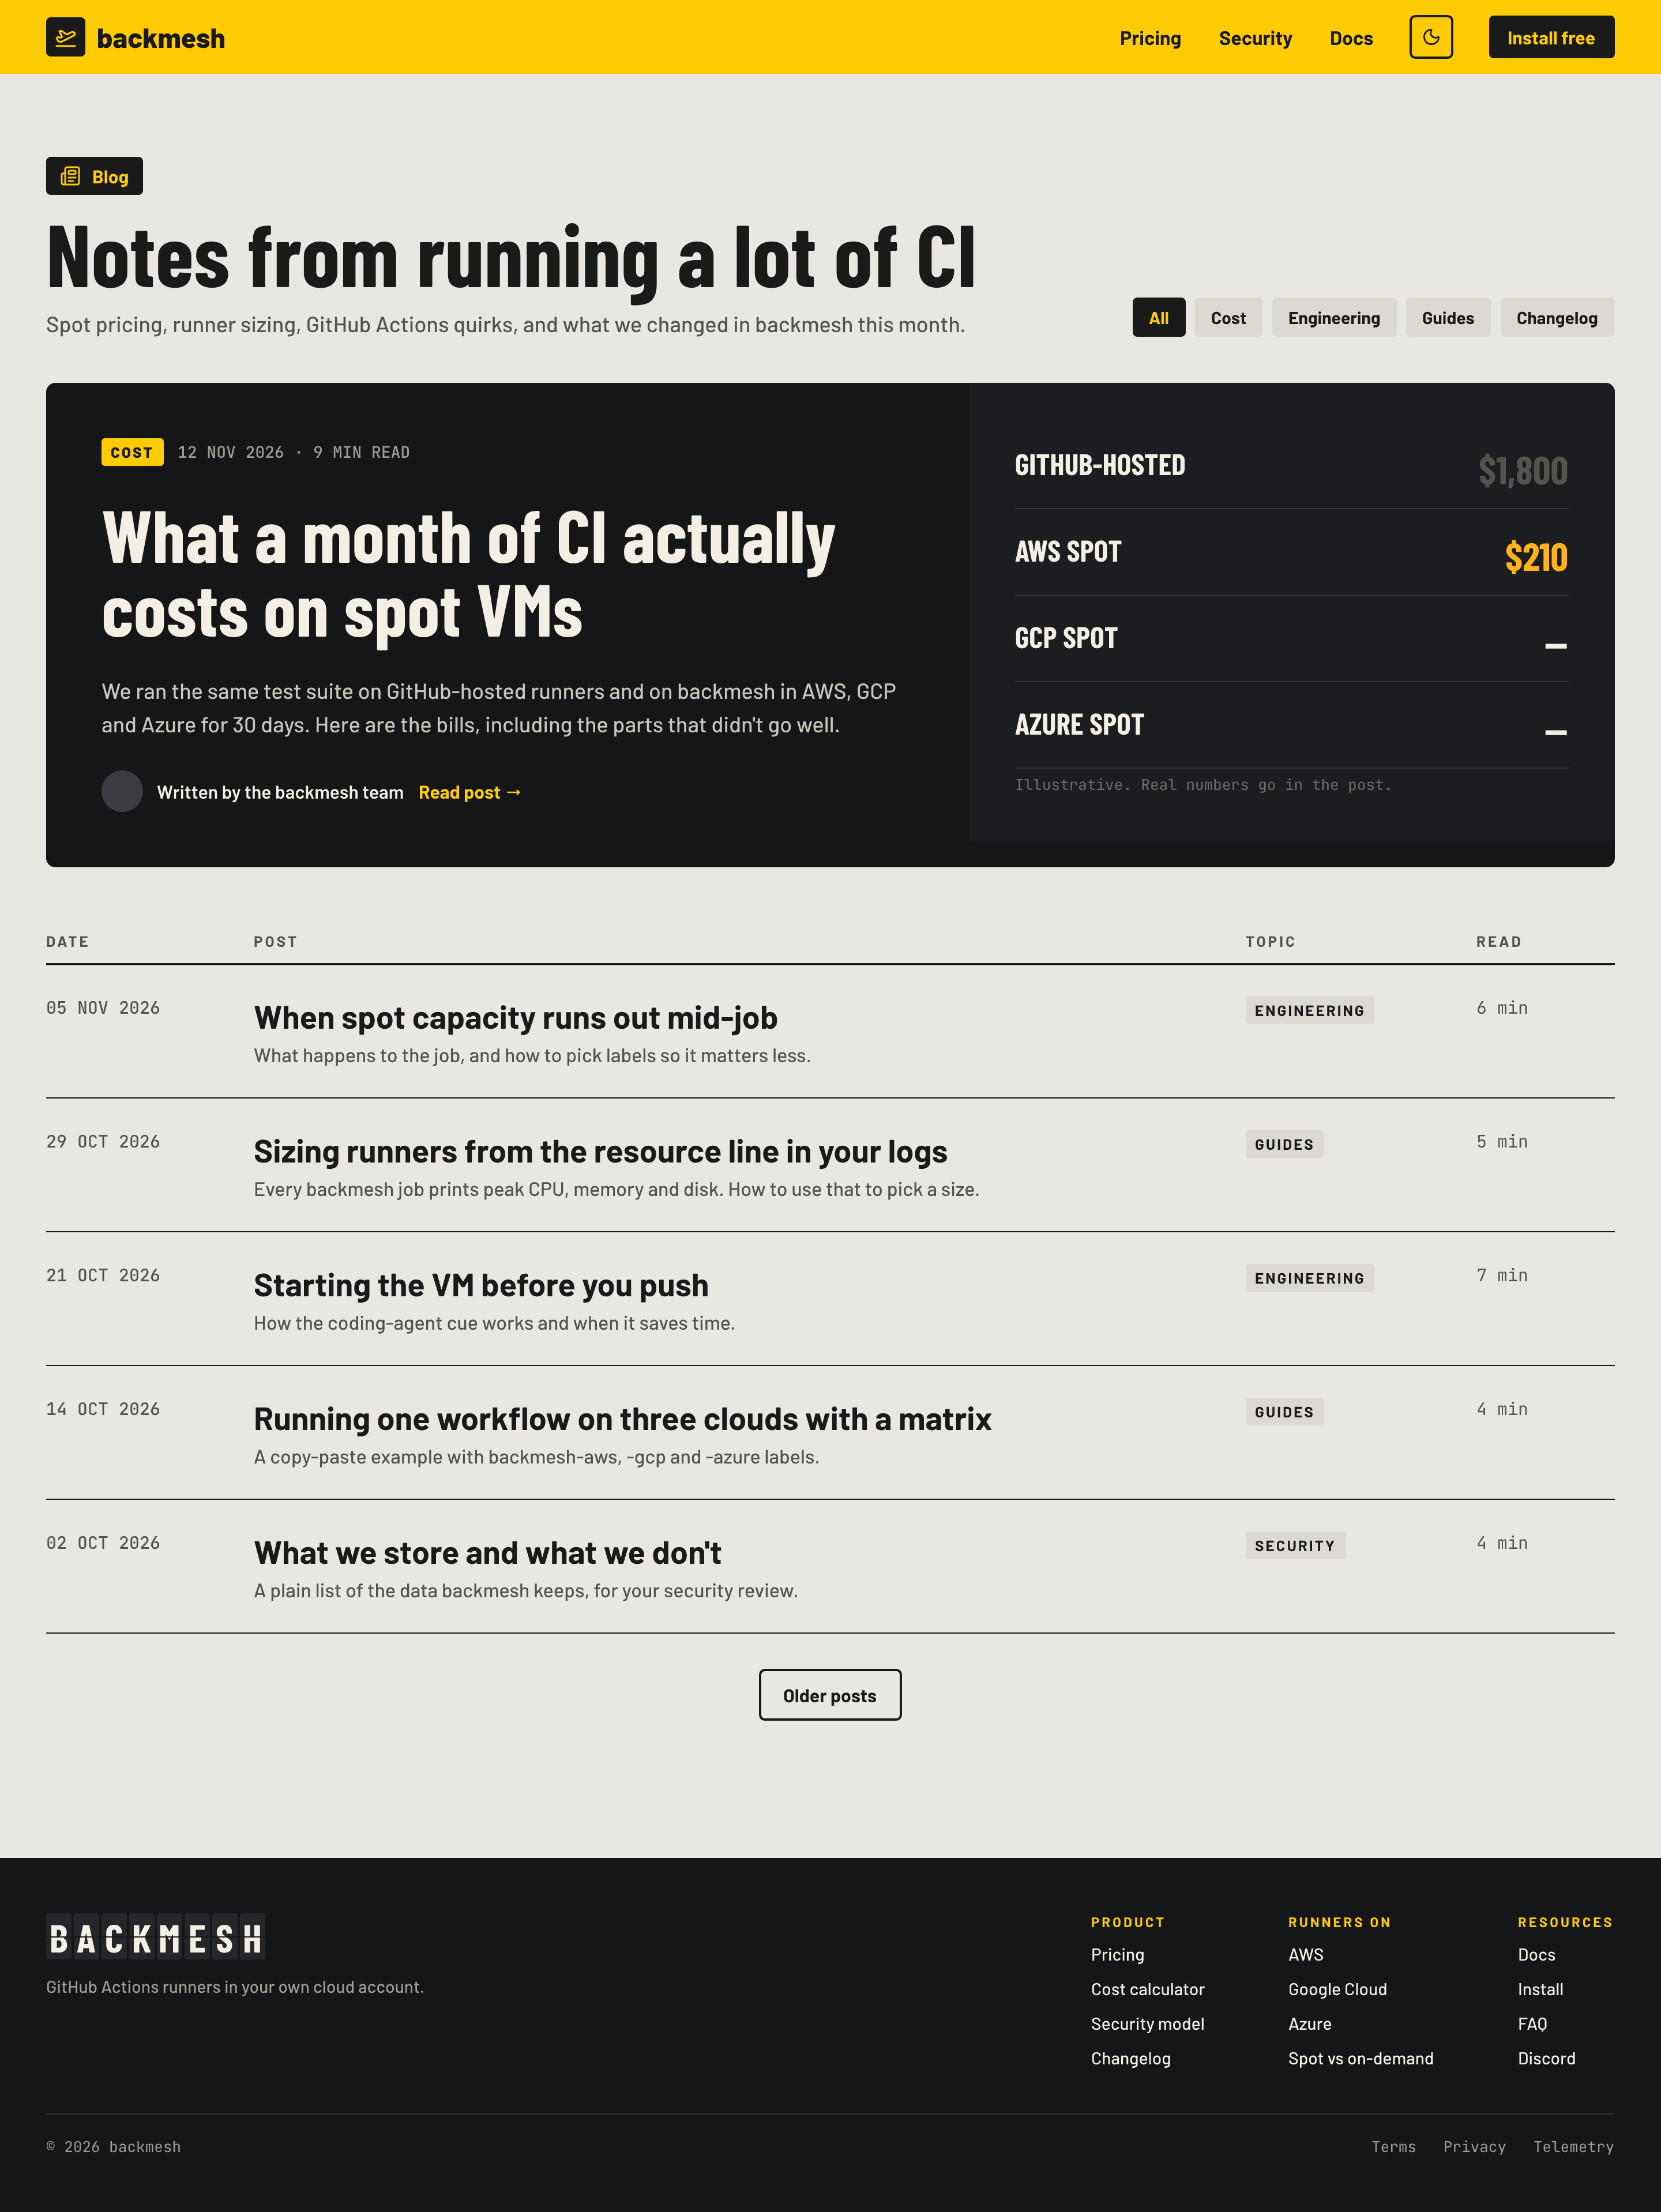 backmesh
Pricing
Security
Docs
Install free
Blog
Notes from running a lot of CI
Spot pricing, runner sizing, GitHub Actions quirks, and what we changed in backmesh this month.
All
Cost
Engineering
Guides
Changelog
COST 12 NOV 2026 · 9 MIN READ
What a month of CI actually
costs on spot VMs
We ran the same test suite on GitHub-hosted runners and on backmesh in AWS, GCP
and Azure for 30 days. Here are the bills, including the parts that didn't go well.
Written by the backmesh team Read post →
GITHUB-HOSTED $1,800
AWS SPOT $210
GCP SPOT –
AZURE SPOT –
Illustrative. Real numbers go in the post.
DATE POST TOPIC READ
05 NOV 2026 When spot capacity runs out mid-job ENGINEERING 6 min
What happens to the job, and how to pick labels so it matters less.
29 OCT 2026 Sizing runners from the resource line in your logs GUIDES 5 min
Every backmesh job prints peak CPU, memory and disk. How to use that to pick a size.
21 OCT 2026 Starting the VM before you push ENGINEERING 7 min
How the coding-agent cue works and when it saves time.
14 OCT 2026 Running one workflow on three clouds with a matrix GUIDES 4 min
A copy-paste example with backmesh-aws, -gcp and -azure labels.
02 OCT 2026 What we store and what we don't SECURITY 4 min
A plain list of the data backmesh keeps, for your security review.
Older posts
BACKMESH
GitHub Actions runners in your own cloud account.
PRODUCT
Pricing
Cost calculator
Security model
Changelog
RUNNERS ON
AWS
Google Cloud
Azure
Spot vs on-demand
RESOURCES
Docs
Install
FAQ
Discord
© 2026 backmesh
Terms Privacy Telemetry